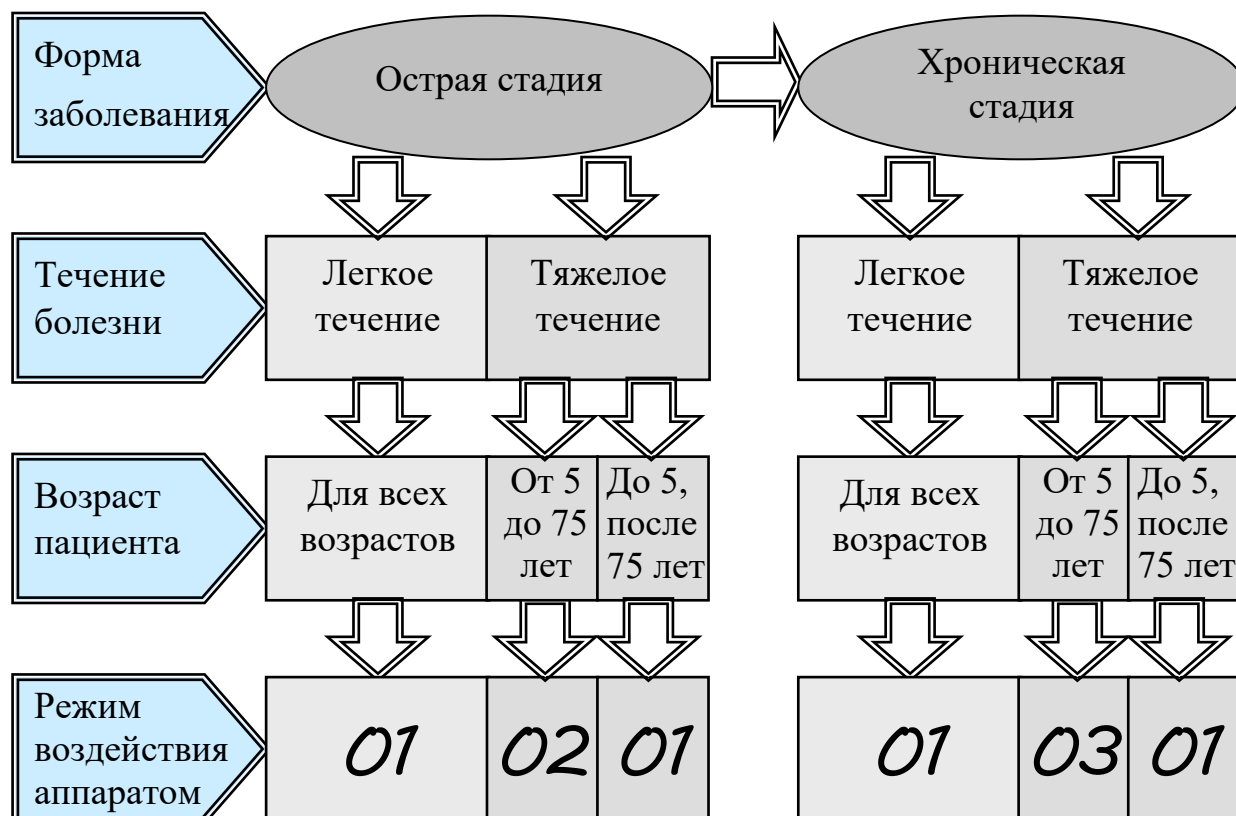 Форма
заболевания
Острая стадия
Хроническая
стадия
Течение
болезни
Легкое
течение
Тяжелое
течение
Легкое
течение
Тяжелое
течение
Возраст
пациента
Для всех
возрастов
От 5
до 75
лет
До 5,
после
75 лет
Для всех
возрастов
От 5
до 75
лет
До 5,
после
75 лет
Режим
воздействия
аппаратом
01
02
01
01
03
01